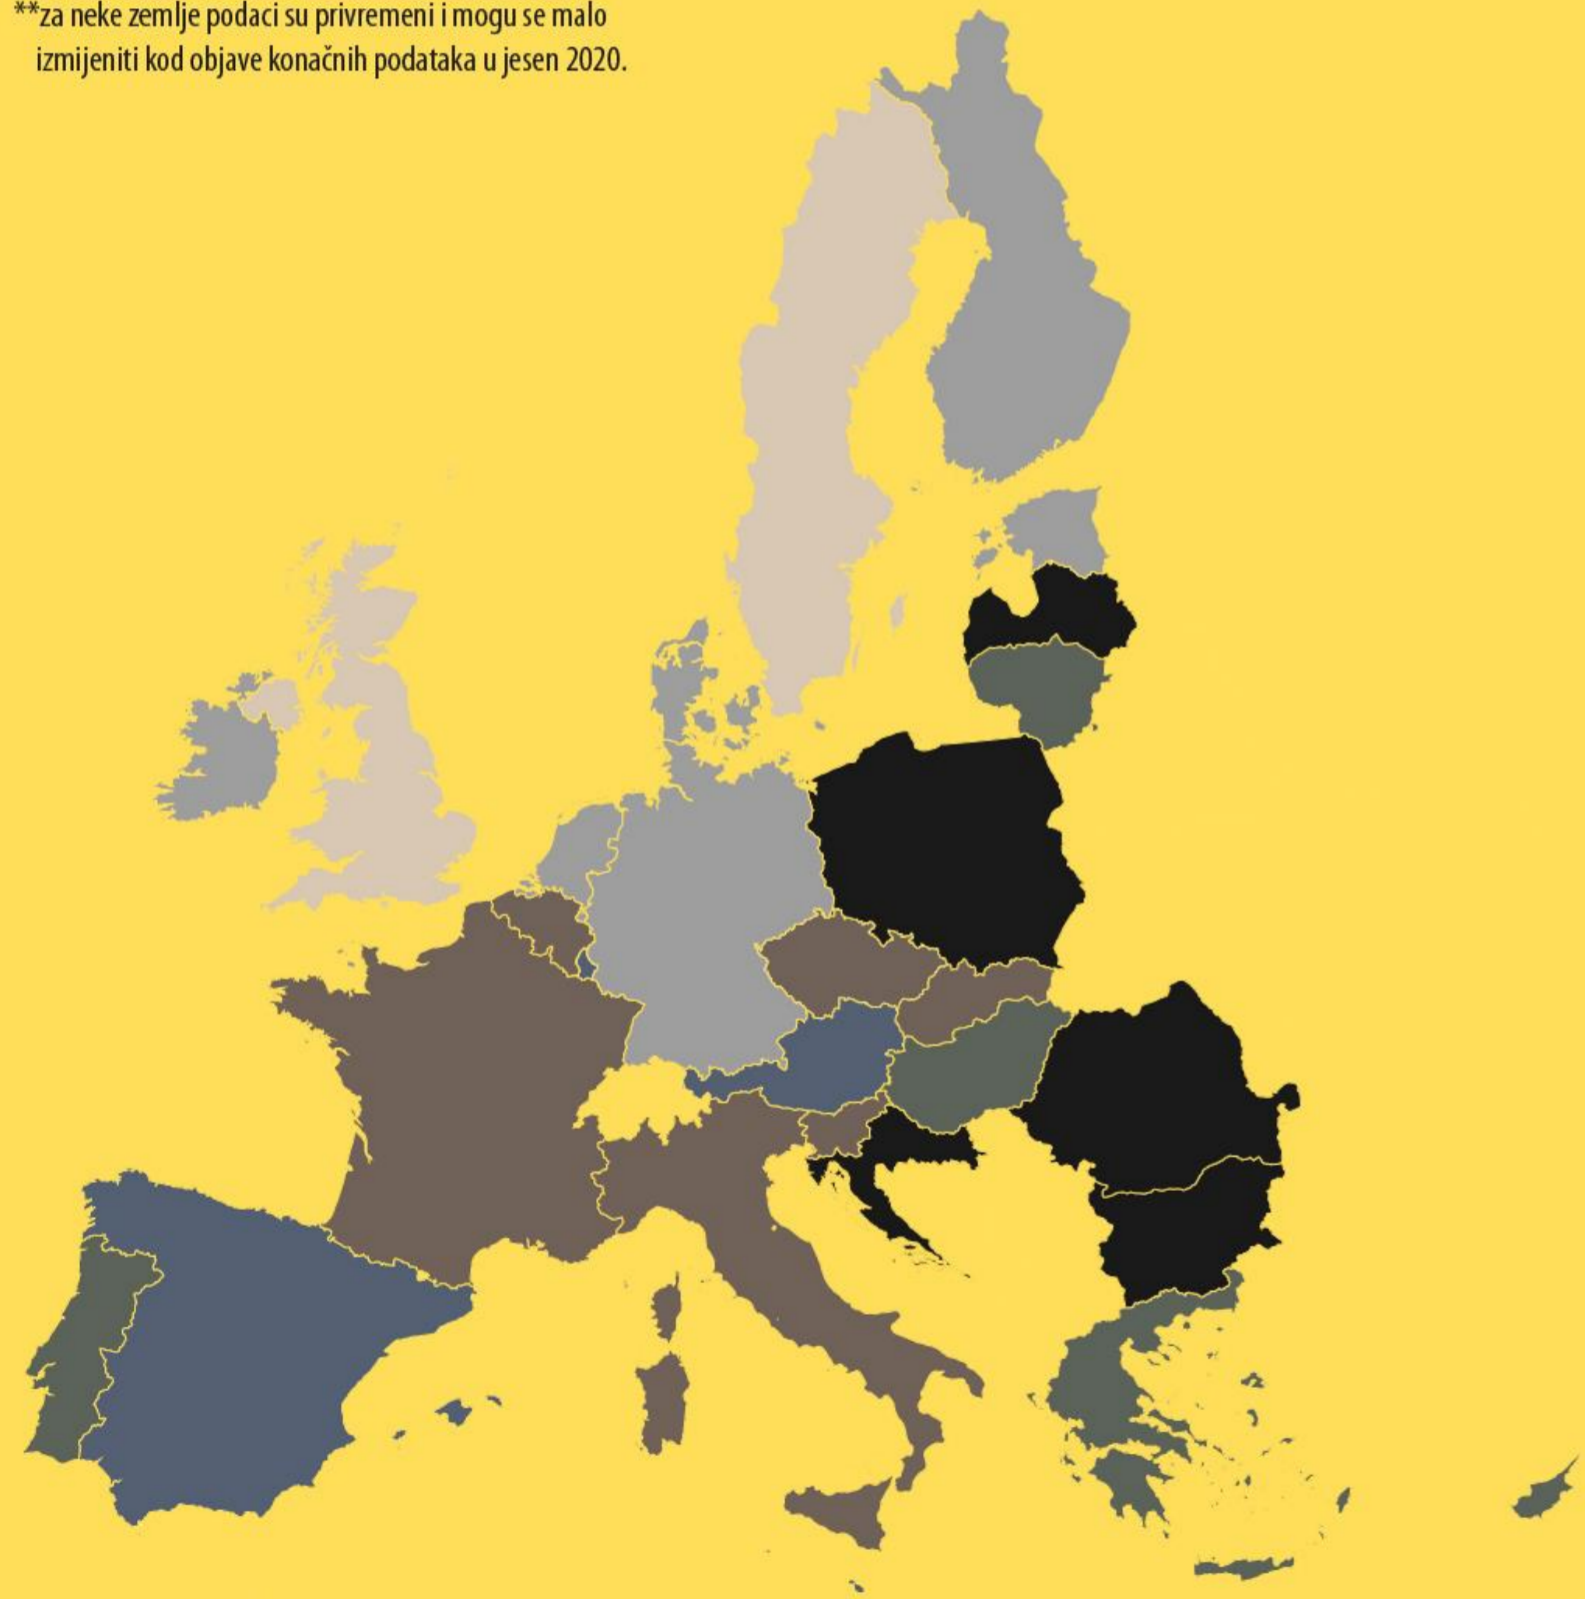 **za neke zemlje podaci su privremeni i mogu se malo
izmijeniti kod objave konačnih podataka u jesen 2020.